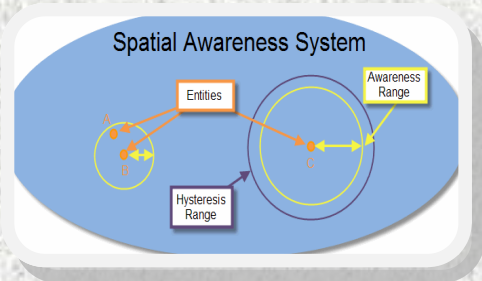 Spatial Awareness System
Awareness
Range
Entities
A
B
C
Hysteresis
Range